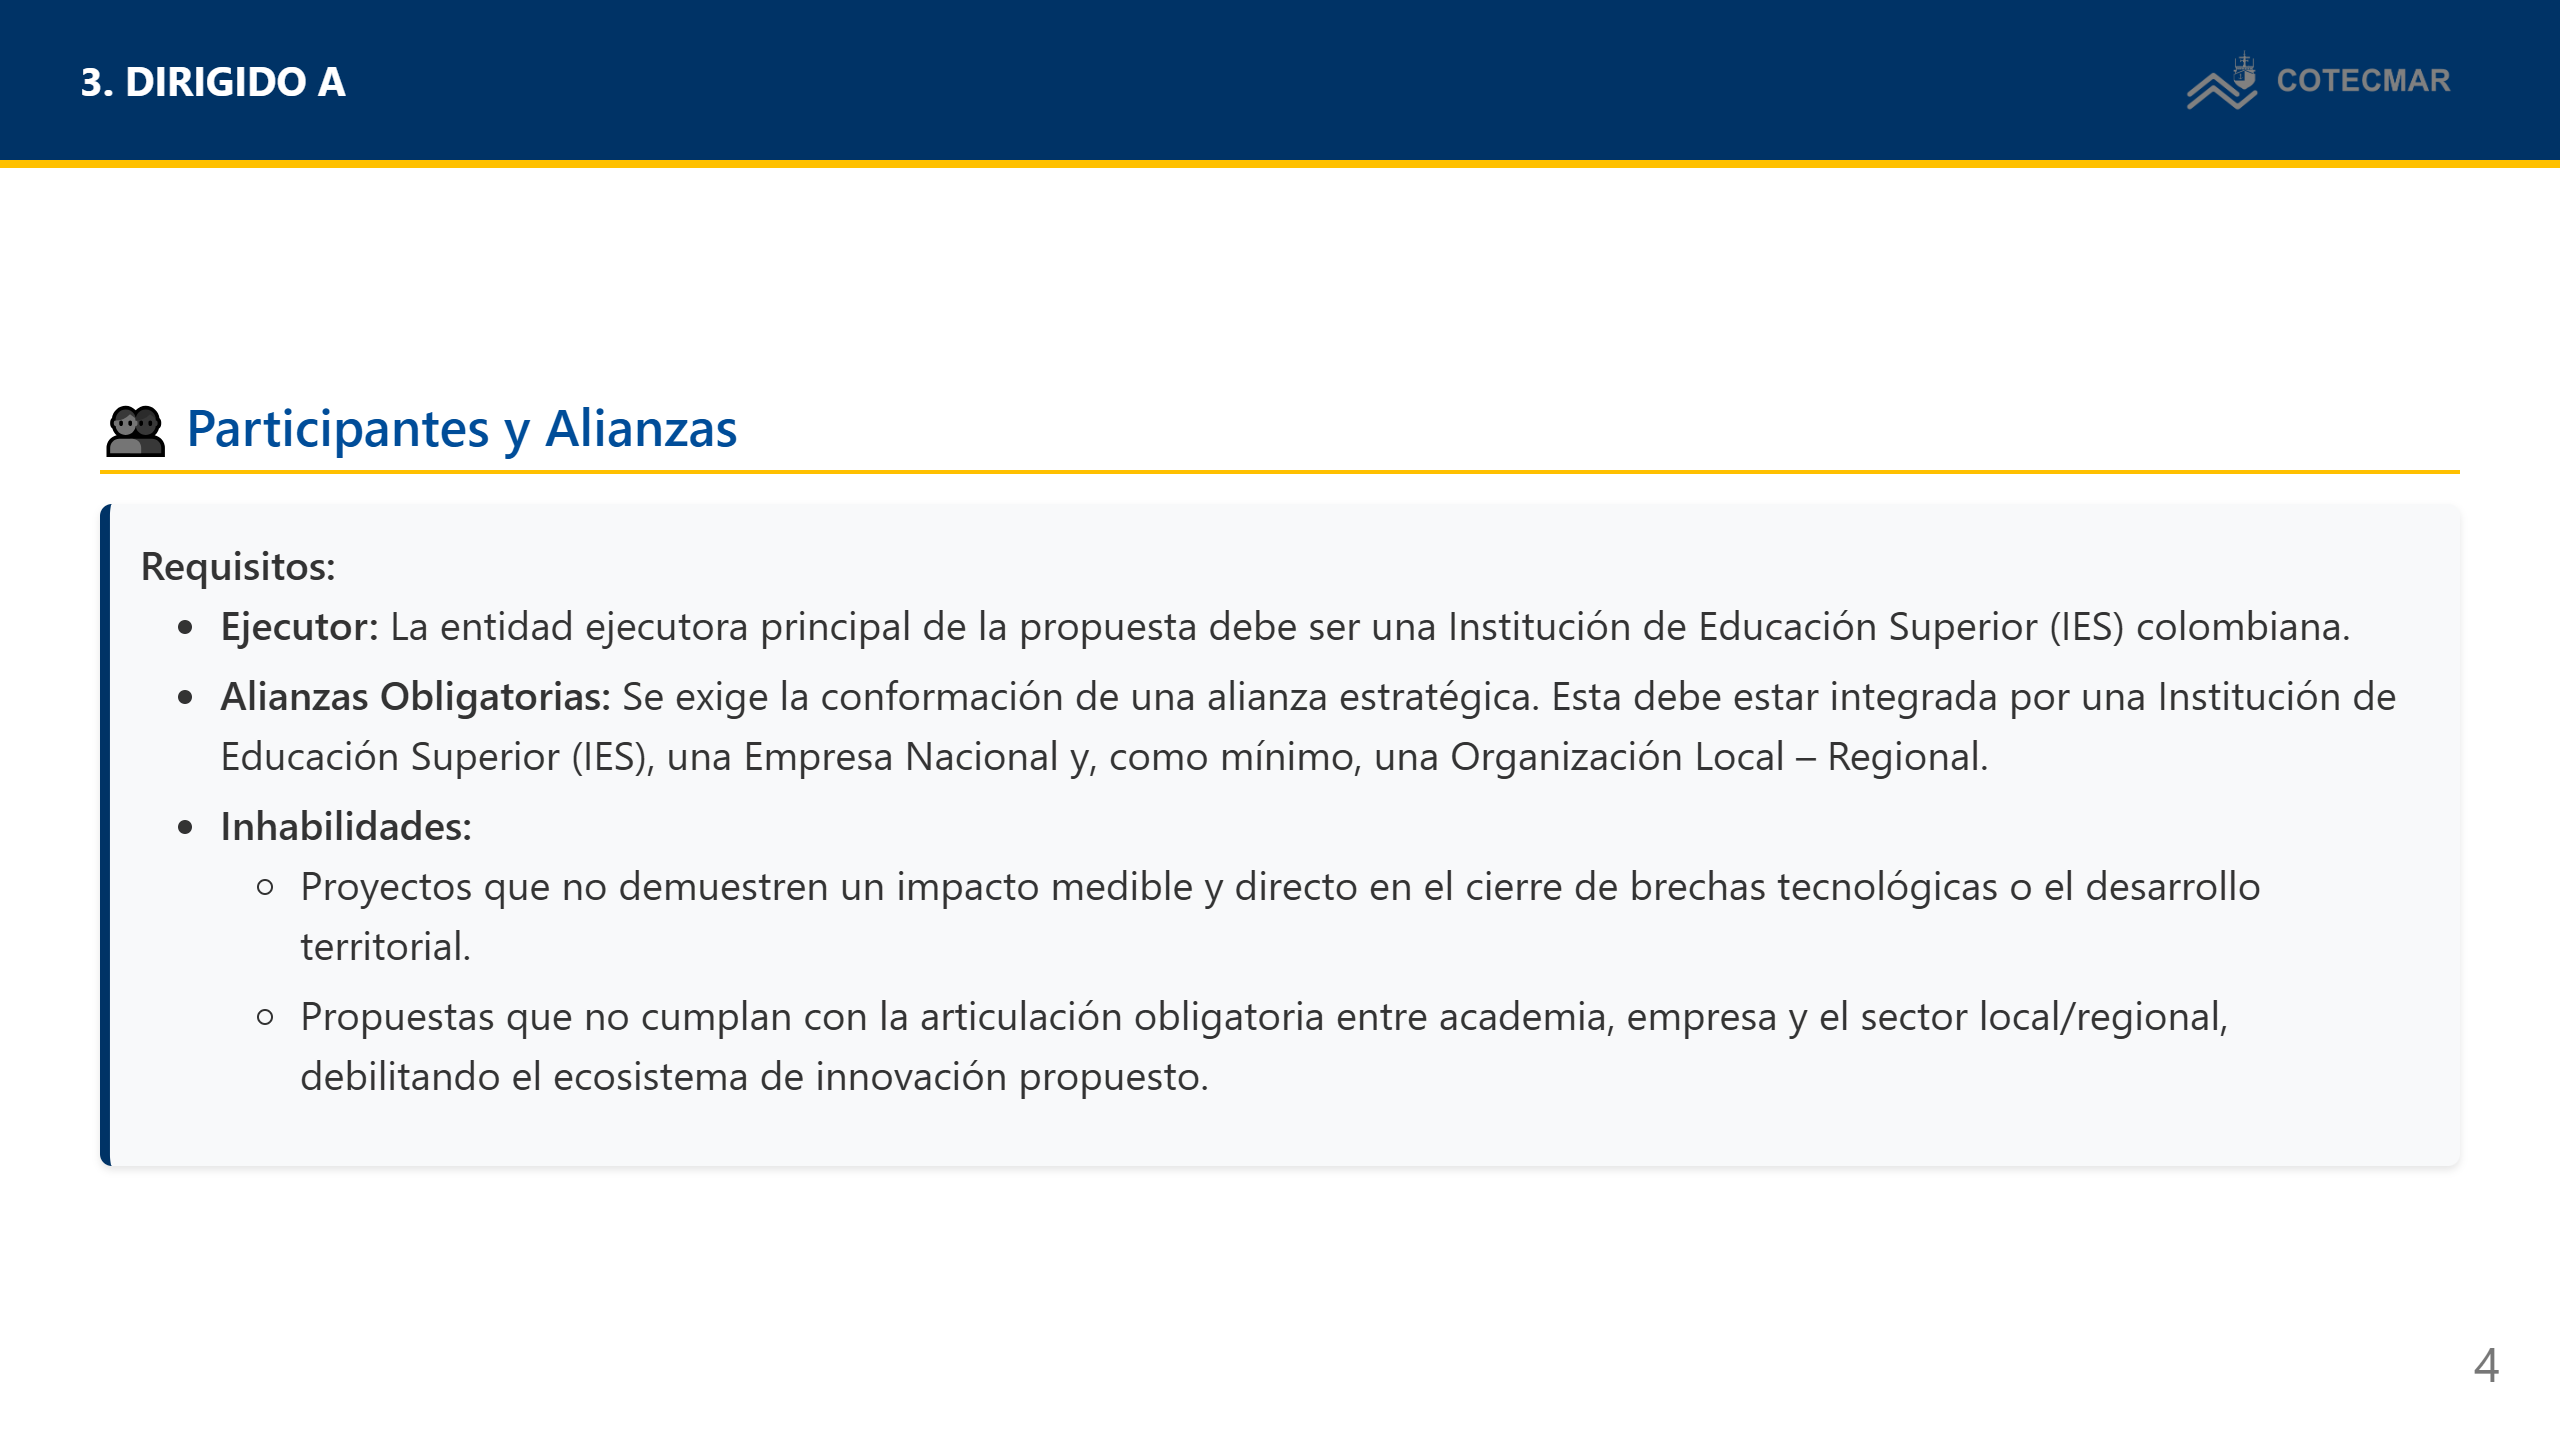 3. DIRIGIDO A
COTECMAR
Participantes y Alianzas
Requisitos:
• Ejecutor: La entidad ejecutora principal de la propuesta debe ser una Institución de Educación Superior (IES) colombiana.
• Alianzas Obligatorias: Se exige la conformación de una alianza estratégica. Esta debe estar integrada por una Institución de
Educación Superior (IES), una Empresa Nacional y, como mínimo, una Organización Local – Regional.
• Inhabilidades:
○ Proyectos que no demuestren un impacto medible y directo en el cierre de brechas tecnológicas o el desarrollo
territorial.
○ Propuestas que no cumplan con la articulación obligatoria entre academia, empresa y el sector local/regional,
debilitando el ecosistema de innovación propuesto.
4